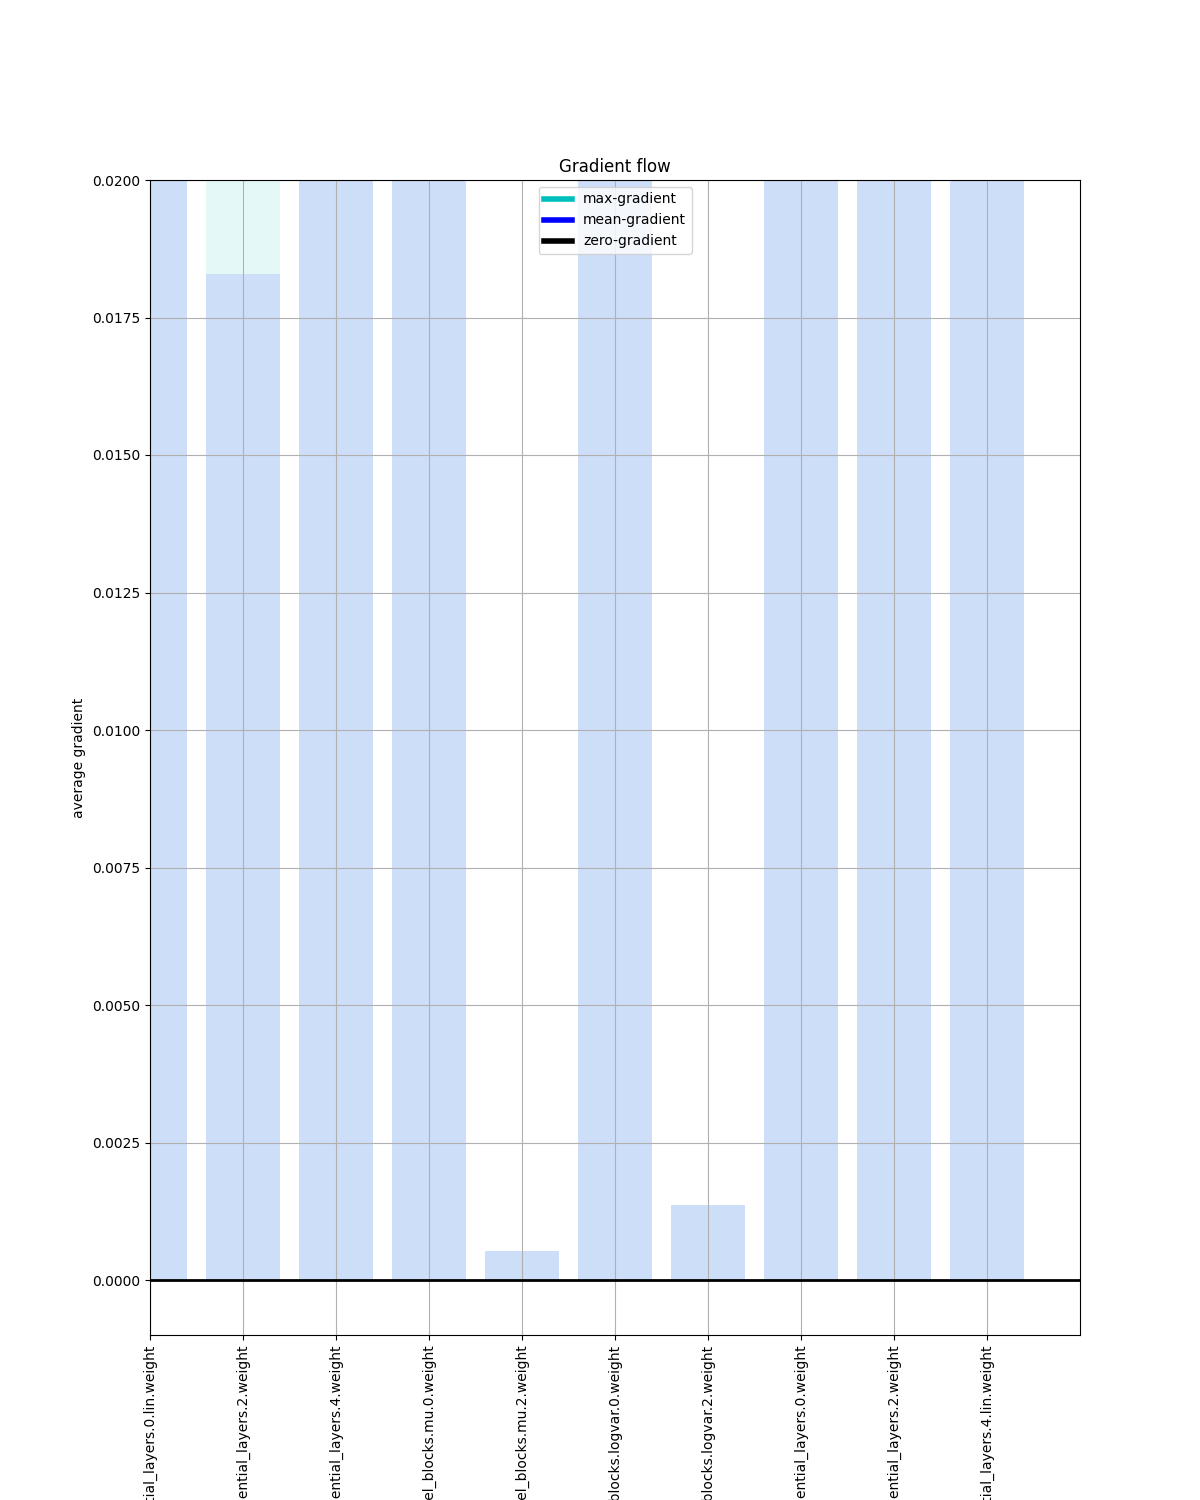 Gradient flow
max-gradient
mean-gradient
zero-gradient
0.0200
0.0175
0.0150
0.0125
0.0100
0.0075
0.0050
0.0025
0.0000
average gradient
tial_layers.0.lin.weight
ential_layers.2.weight
ential_layers.4.weight
el_blocks.mu.0.weight
el_blocks.mu.2.weight
blocks.logvar.0.weight
blocks.logvar.2.weight
ential_layers.0.weight
ential_layers.2.weight
tial_layers.4.lin.weight